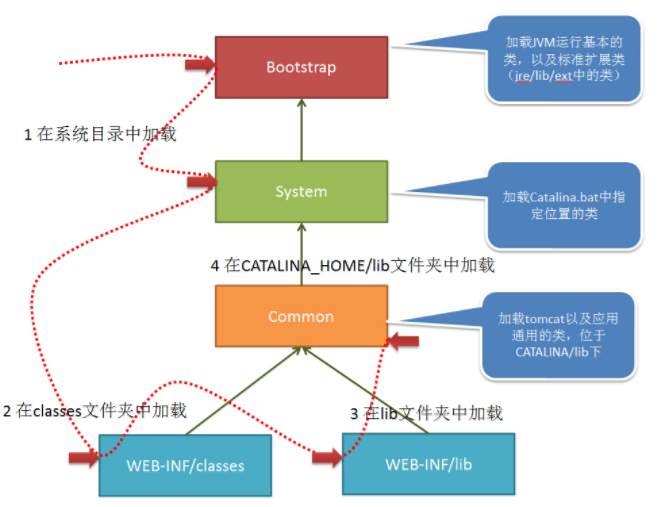 Bootstrap
加载JVM运行基本的
类，以及标准扩展类
（jre/lib/ext中的类）
1 在系统目录中加载
System
加载Catalina.bat中指
定位置的类
4 在CATALINA_HOME/lib文件夹中加载
Common
加载tomcat以及应用
通用的类，位于
CATALINA/lib下
2 在classes文件夹中加载
3 在lib文件夹中加载
WEB-INF/classes
WEB-INF/lib